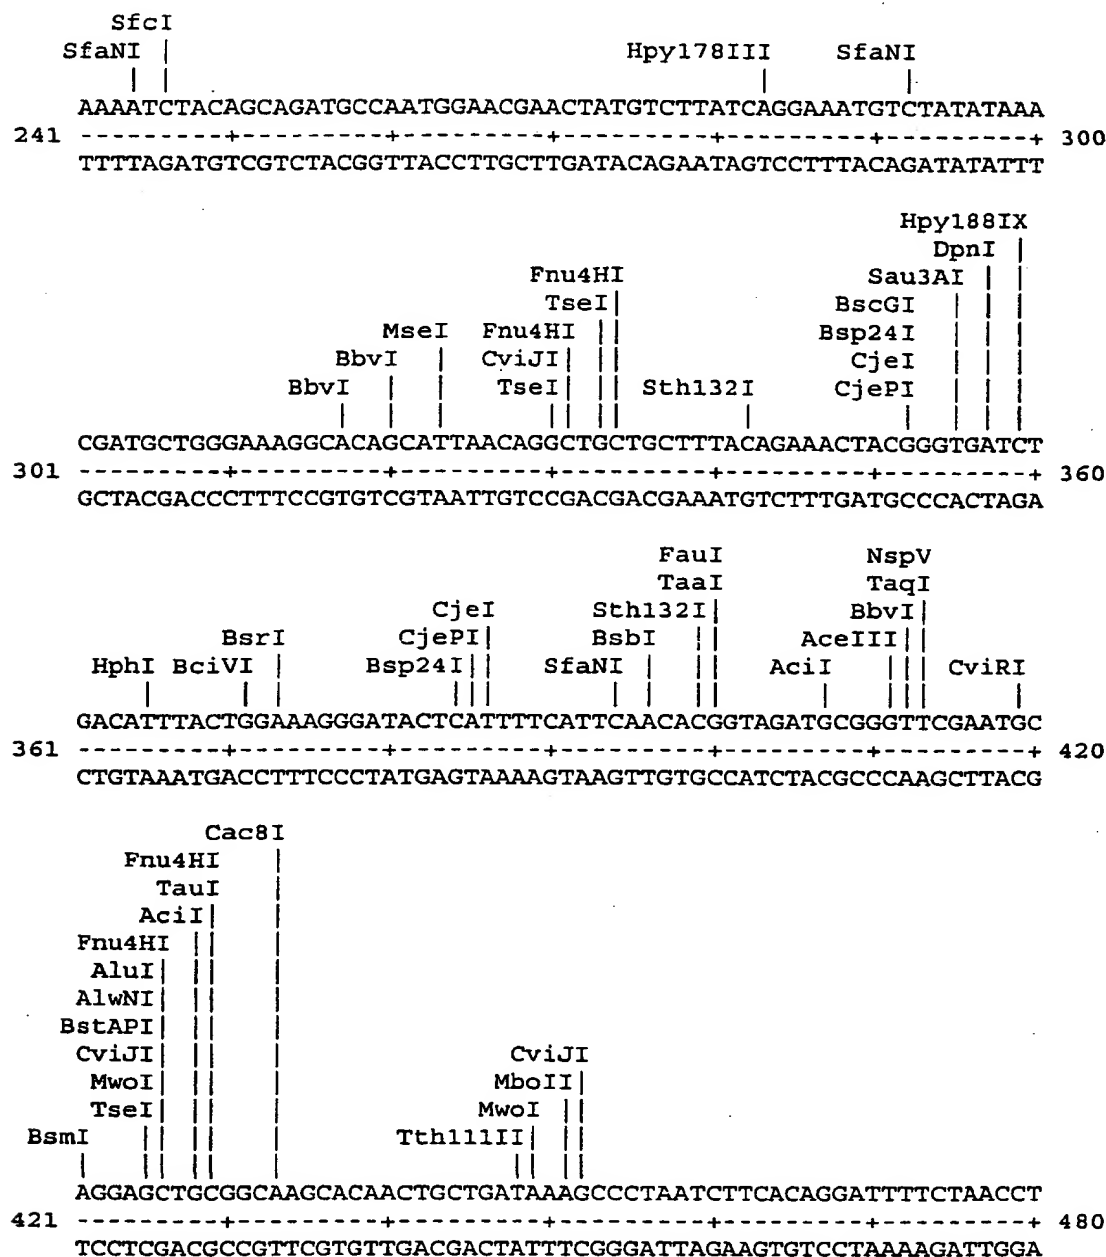 SfcI
SfaNI | Hpy178III SfaNI
AAAATCTACAGCAGATGCCAATGGAACGAACTATGTCTTATCAGGAAATGTCTATATAAA
241 ---------+---------+---------+---------+---------+---------+ 300
TTTTAGATGTCGTCTACGGTTACCTTGCTTGATACAGAATAGTCCTTTACAGATATATTT
Hpy188IX
DpnI |
Fnu4HI Sau3AI | |
TseI| BscGI | | |
MseI Fnu4HI || Bsp24I | | |
BbvI | CviJI| || CjeI | | |
BbvI | | TseI|| || Sth132I CjePI | | |
CGATGCTGGGAAAGGCACAGCATTAACAGGCTGCTGCTTTACAGAAACTACGGGTGATCT
301 ---------+---------+---------+---------+---------+---------+ 360
GCTACGACCCTTTCCGTGTCGTAATTGTCCGACGACGAAATGTCTTTGATGCCCACTAGA
FauI NspV
TaaI TaqI
CjeI Sth132I| BbvI|
BsrI CjePI| BsbI || AceIII||
HphI BciVI | Bsp24I|| SfaNI | || AciI ||| CviRI
GACATTTACTGGAAAGGGATACTCATTTTCATTCAACACGGTAGATGCGGGTTCGAATGC
361 ---------+---------+---------+---------+---------+---------+ 420
CTGTAAATGACCTTTCCCTATGAGTAAAAGTAAGTTGTGCCATCTACGCCCAAGCTTACG
Cac8I
Fnu4HI |
TauI |
AciI| |
Fnu4HI || |
AluI| || |
AlwNI| || |
BstAPI| || |
CviJI| || | CviJI
MwoI| || | MboII|
TseI| || | MwoI ||
BsmI || || | Tth111II| ||
AGGAGCTGCGGCAAGCACAACTGCTGATAAAGCCCTAATCTTCACAGGATTTTCTAACCT
421 ---------+---------+---------+---------+---------+---------+ 480
TCCTCGACGCCGTTCGTGTTGACGACTATTTCGGGATTAGAAGTGTCCTAAAAGATTGGA